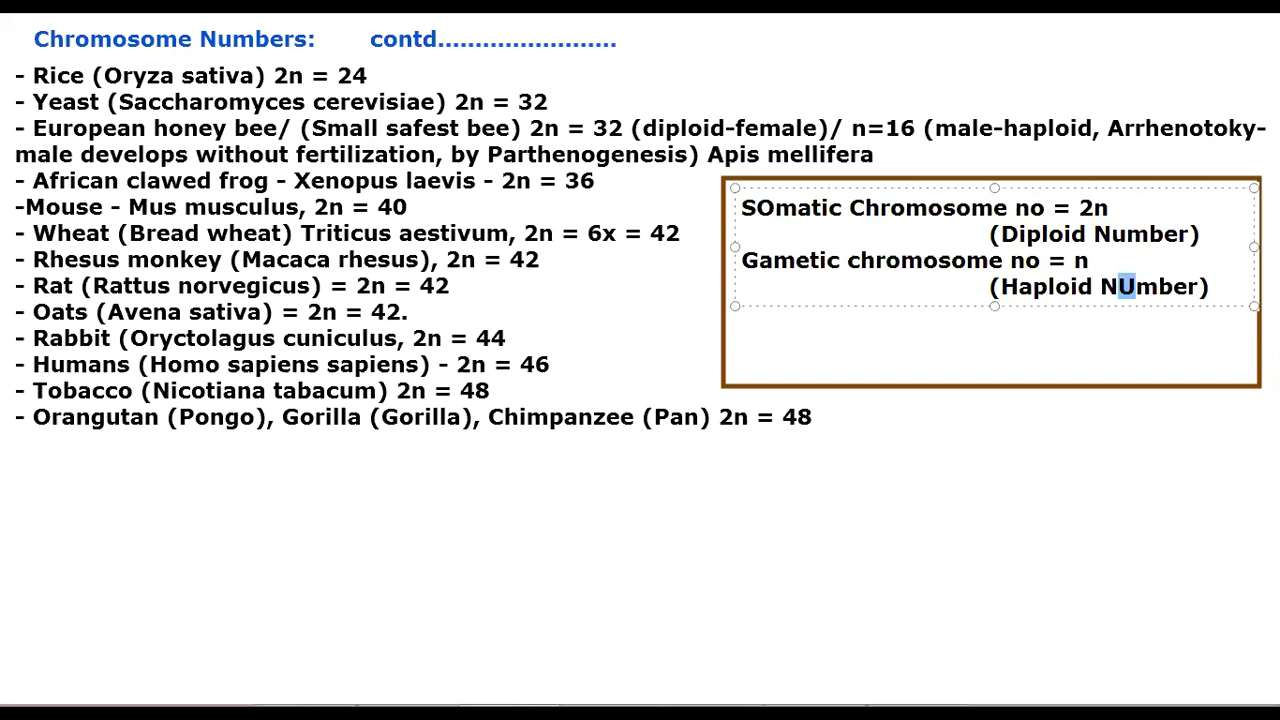 Chromosome Numbers: contd........................
- Rice (Oryza sativa) 2n = 24
- Yeast (Saccharomyces cerevisiae) 2n = 32
- European honey bee/ (Small safest bee) 2n = 32 (diploid-female)/ n=16 (male-haploid, Arrhenotoky-
male develops without fertilization, by Parthenogenesis) Apis mellifera
- African clawed frog - Xenopus laevis - 2n = 36
-Mouse - Mus musculus, 2n = 40
- Wheat (Bread wheat) Triticus aestivum, 2n = 6x = 42
- Rhesus monkey (Macaca rhesus), 2n = 42
- Rat (Rattus norvegicus) = 2n = 42
- Oats (Avena sativa) = 2n = 42.
- Rabbit (Oryctolagus cuniculus, 2n = 44
- Humans (Homo sapiens sapiens) - 2n = 46
- Tobacco (Nicotiana tabacum) 2n = 48
- Orangutan (Pongo), Gorilla (Gorilla), Chimpanzee (Pan) 2n = 48
SOmatic Chromosome no = 2n
(Diploid Number)
Gametic chromosome no = n
(Haploid NUmber)